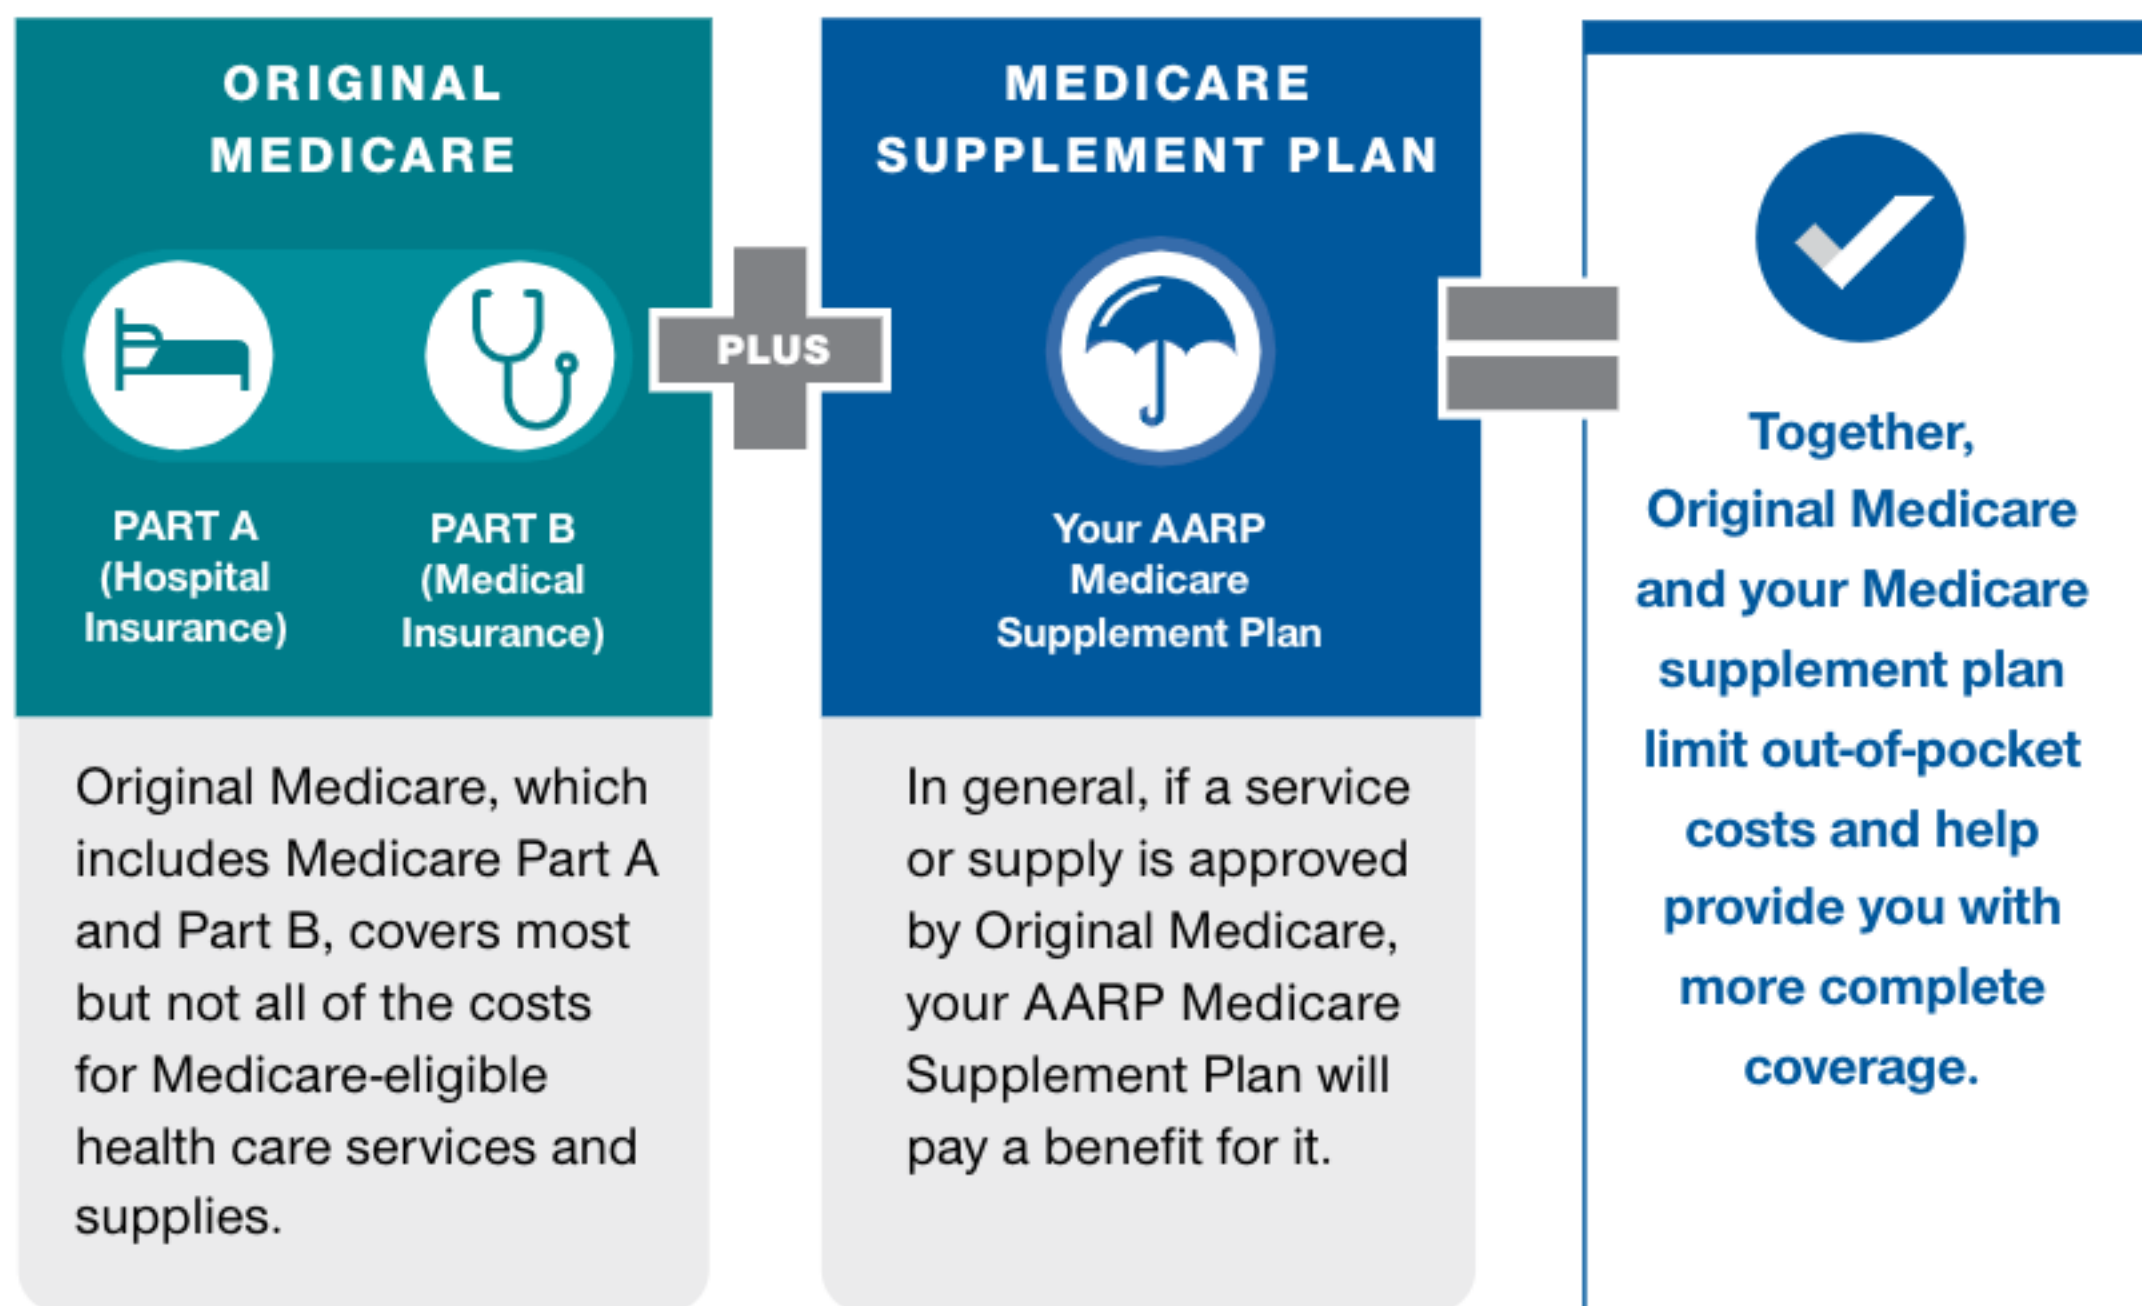 ORIGINAL
MEDICARE
PART A
(Hospital
Insurance)
PART B
(Medical
Insurance)
Original Medicare, which
includes Medicare Part A
and Part B, covers most
but not all of the costs
for Medicare-eligible
health care services and
supplies.
PLUS
MEDICARE
SUPPLEMENT PLAN
Your AARP
Medicare
Supplement Plan
In general, if a service
or supply is approved
by Original Medicare,
your AARP Medicare
Supplement Plan will
pay a benefit for it.
Together,
Original Medicare
and your Medicare
supplement plan
limit out-of-pocket
costs and help
provide you with
more complete
coverage.